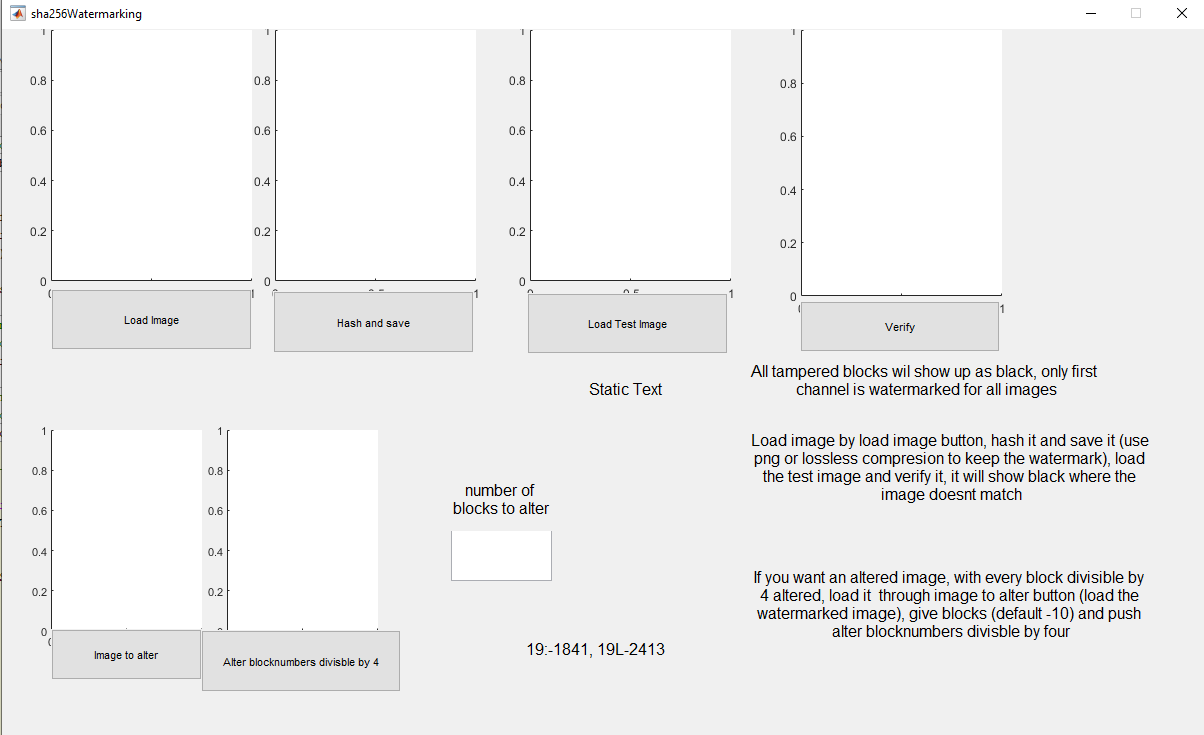 sha256Watermarking
1
0.8
0.6
0.4
0.2
0
1
1
0.8
0.6
0.4
0.2
0
0.5
1
1
0.8
0.6
0.4
0.2
0
0
0.5
1
1
0.8
0.6
0.4
0.2
0
1
Load Image
Hash and save
Load Test Image
Verify
Static Text
All tampered blocks wil show up as black, only first
channel is watermarked for all images
Load image by load image button, hash it and save it (use
png or lossless compresion to keep the watermark), load
the test image and verify it, it will show black where the
image doesnt match
1
0.8
0.6
0.4
0.2
0
1
0.8
0.6
0.4
0.2
0
number of
blocks to alter
If you want an altered image, with every block divisible by
4 altered, load it  through image to alter button (load the
watermarked image), give blocks (default -10) and push
alter blocknumbers divisble by four
Image to alter
Alter blocknumbers divisble by 4
19:-1841, 19L-2413